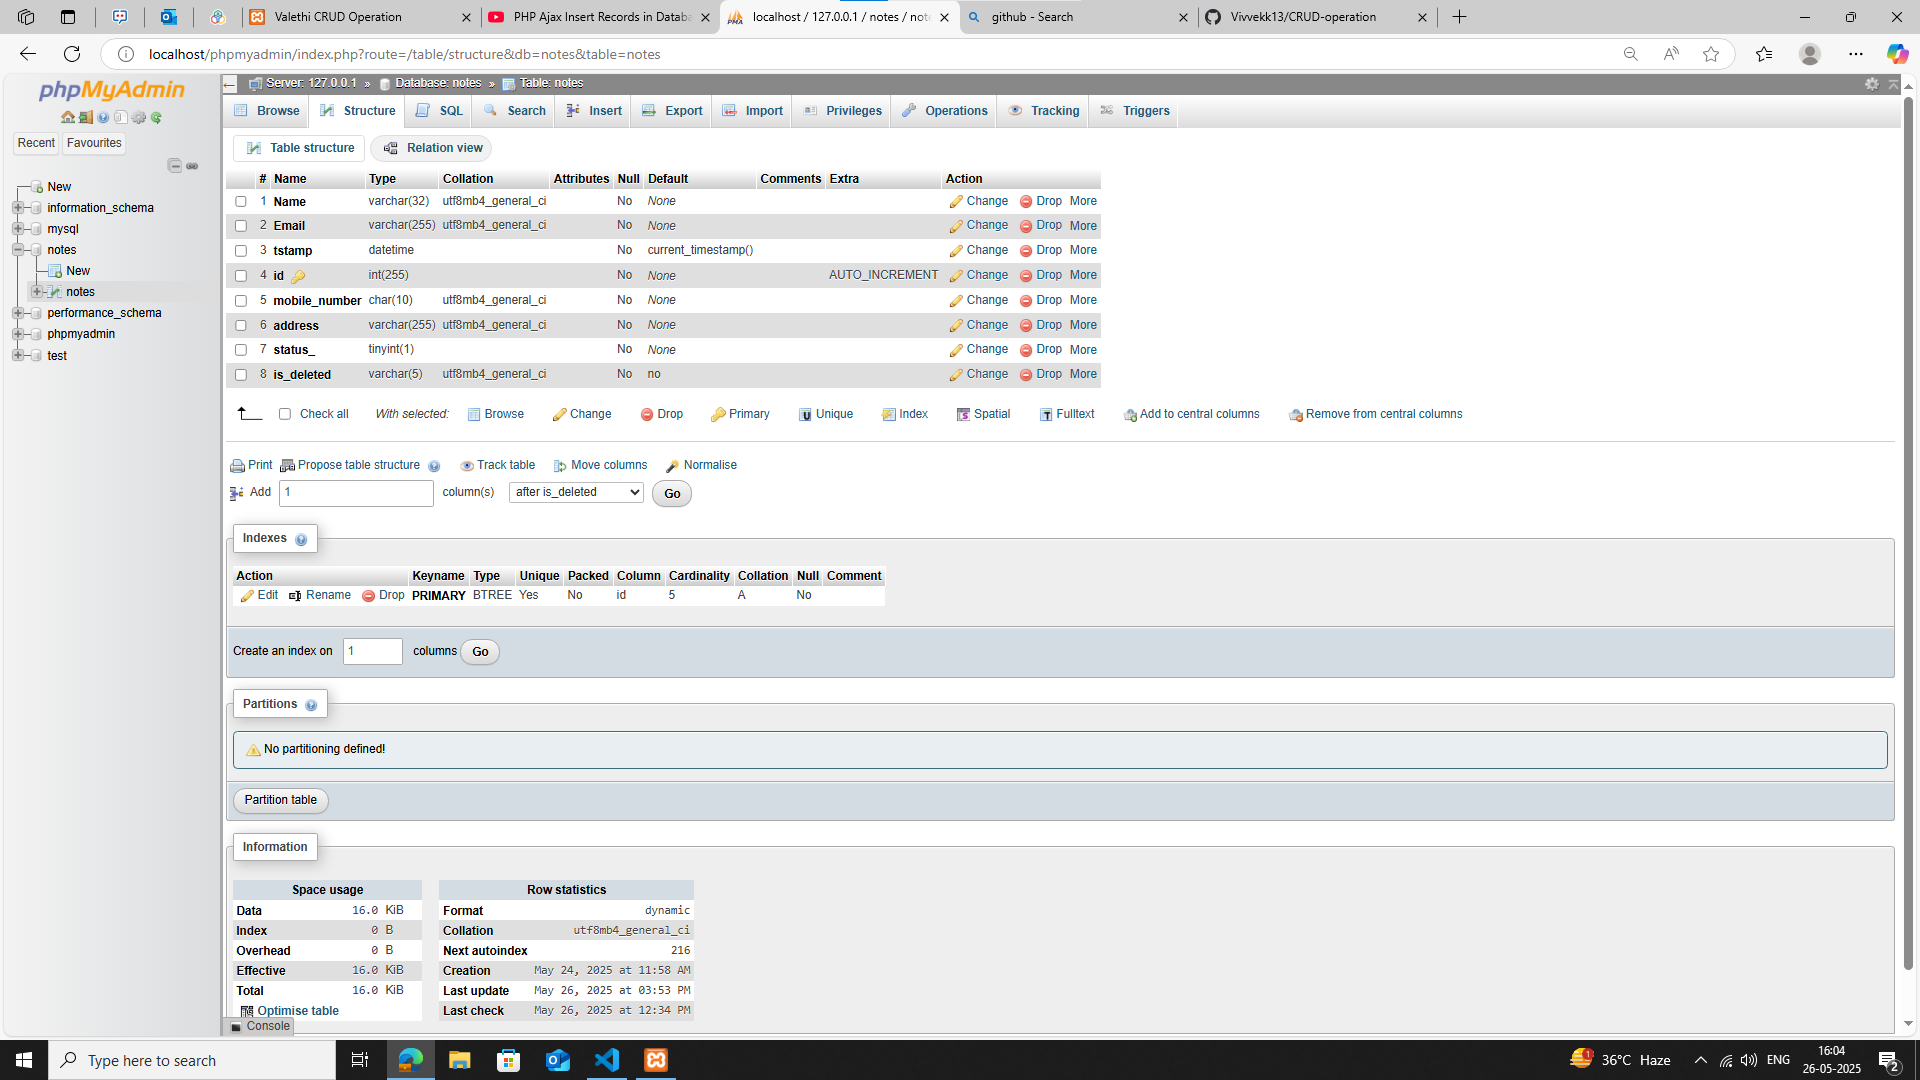 Valethi CRUD Operation
PHP Ajax Insert Records in Databa
localhost / 127.0.0.1 / notes / not
github - Search
Vivvekk13/CRUD-operation
localhost/phpmyadmin/index.php?route=/table/structure&db=notes&table=notes
phpMyAdmin
Recent Favourites
New
information_schema
mysql
notes
New
notes
performance_schema
phpmyadmin
test
Server: 127.0.0.1 » Database: notes » Table: notes
Browse Structure SQL Search Insert Export Import Privileges Operations Tracking Triggers
Table structure Relation view
# Name Type Collation Attributes Null Default Comments Extra Action
1 Name varchar(32) utf8mb4_general_ci No None Change Drop More
2 Email varchar(255) utf8mb4_general_ci No None Change Drop More
3 tstamp datetime No current_timestamp() Change Drop More
4 id int(255) No None AUTO_INCREMENT Change Drop More
5 mobile_number char(10) utf8mb4_general_ci No None Change Drop More
6 address varchar(255) utf8mb4_general_ci No None Change Drop More
7 status_ tinyint(1) No None Change Drop More
8 is_deleted varchar(5) utf8mb4_general_ci No no Change Drop More
Check all With selected: Browse Change Drop Primary Unique Index Spatial Fulltext Add to central columns Remove from central columns
Print Propose table structure Track table Move columns Normalise
Add 1 column(s) after is_deleted Go
Indexes
Action Keyname Type Unique Packed Column Cardinality Collation Null Comment
Edit Rename Drop PRIMARY BTREE Yes No id 5 A No
Create an index on 1 columns Go
Partitions
No partitioning defined!
Partition table
Information
Space usage
Data 16.0 KiB
Index 0 B
Overhead 0 B
Effective 16.0 KiB
Total 16.0 KiB
Optimise table
Row statistics
Format dynamic
Collation utf8mb4_general_ci
Next autoindex 216
Creation May 24, 2025 at 11:58 AM
Last update May 26, 2025 at 03:53 PM
Last check May 26, 2025 at 12:34 PM
Console
Type here to search
1
36°C Haze
ENG
16:04
26-05-2025
2